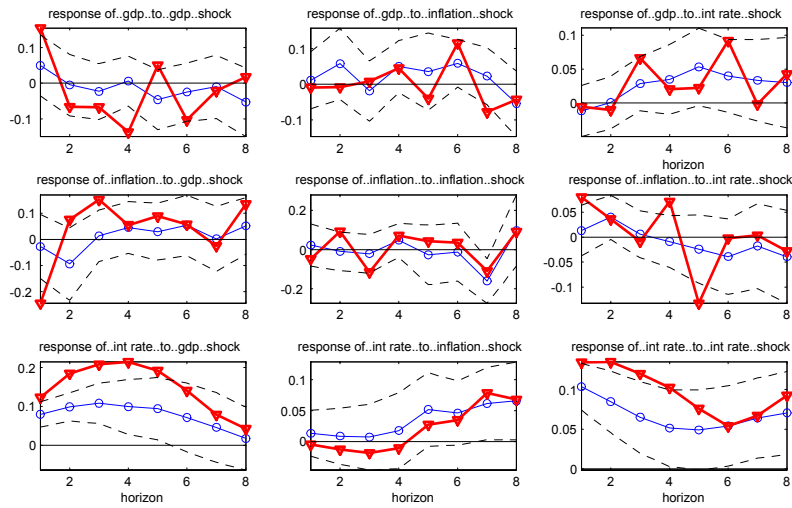 response of..gdp..to..gdp..shock
response of..gdp..to..inflation..shock
response of..gdp..to..int rate..shock
0.1
0
-0.1
2 4 6 8
0.1
0
-0.1
2 4 6 8
0.1
0.05
0
2 4 6 8
horizon
response of..inflation..to..gdp..shock
response of..inflation..to..inflation..shock
response of..inflation..to..int rate..shock
0.1
0
-0.1
-0.2
2 4 6 8
0.2
0
-0.2
2 4 6 8
0.05
0
-0.05
-0.1
2 4 6 8
response of..int rate..to..gdp..shock
response of..int rate..to..inflation..shock
response of..int rate..to..int rate..shock
0.2
0.1
0
2 4 6 8
horizon
0.1
0.05
0
2 4 6 8
horizon
0.1
0.05
0
2 4 6 8
horizon